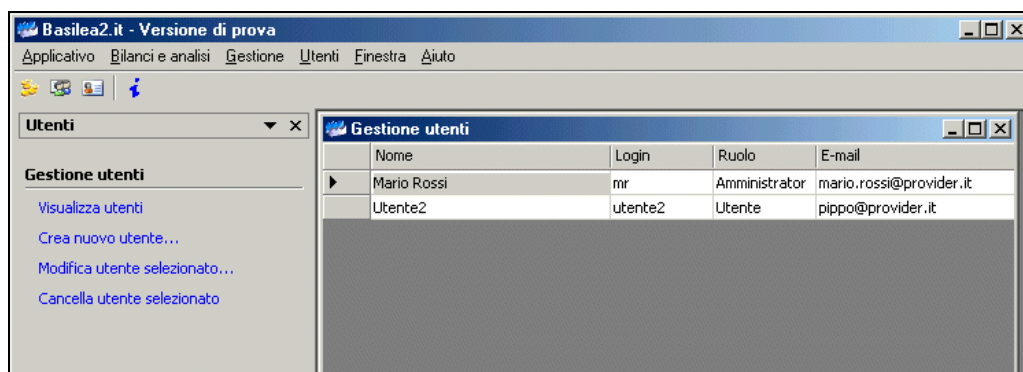 Basilea2.it - Versione di prova
Applicativo Bilanci e analisi Gestione Utenti Finestra Aiuto
Utenti
Gestione utenti
Visualizza utenti
Crea nuovo utente...
Modifica utente selezionato...
Cancella utente selezionato
Gestione utenti
Nome Login Ruolo E-mail
Mario Rossi mr Amministrator mario.rossi@provider.it
Utente2 utente2 Utente pippo@provider.it